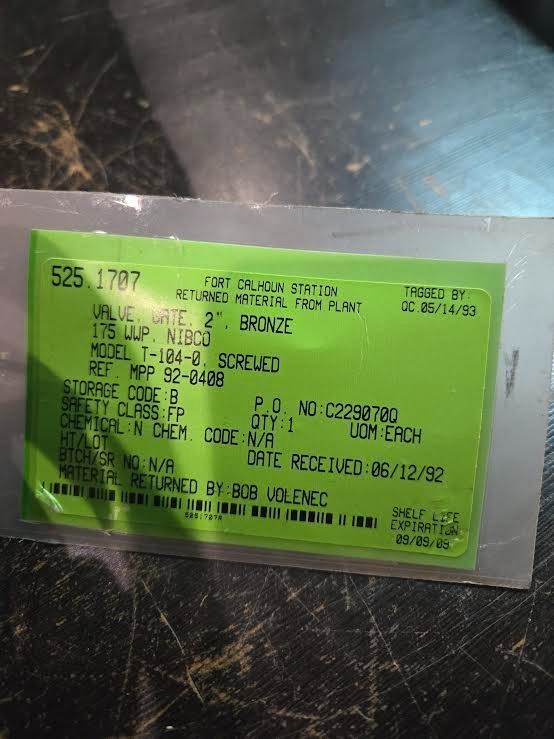 525.1707
FORT CALHOUN STATION
RETURNED MATERIAL FROM PLANT
TAGGED BY:
QC.05/14/93
VALVE, GATE, 2", BRONZE
175 WWP, NIBCO
MODEL T-104-0, SCREWED
REF. MPP 92-0408
STORAGE CODE:B P.O. NO:C229070Q
SAFETY CLASS:FP QTY:1 UOM:EACH
CHEMICAL:N CHEM. CODE:N/A
HT/LOT
BTCH/SR NO:N/A DATE RECEIVED:06/12/92
MATERIAL RETURNED BY:BOB VOLENEC
SHELF LIFE
EXPIRATION
09/09/09